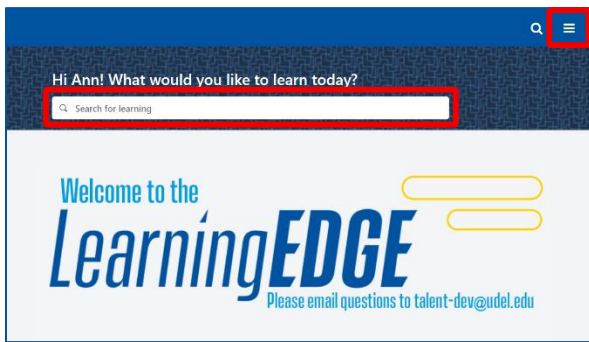 Hi Ann! What would you like to learn today?
Search for learning
Welcome to the
LearningEDGE
Please email questions to talent-dev@udel.edu